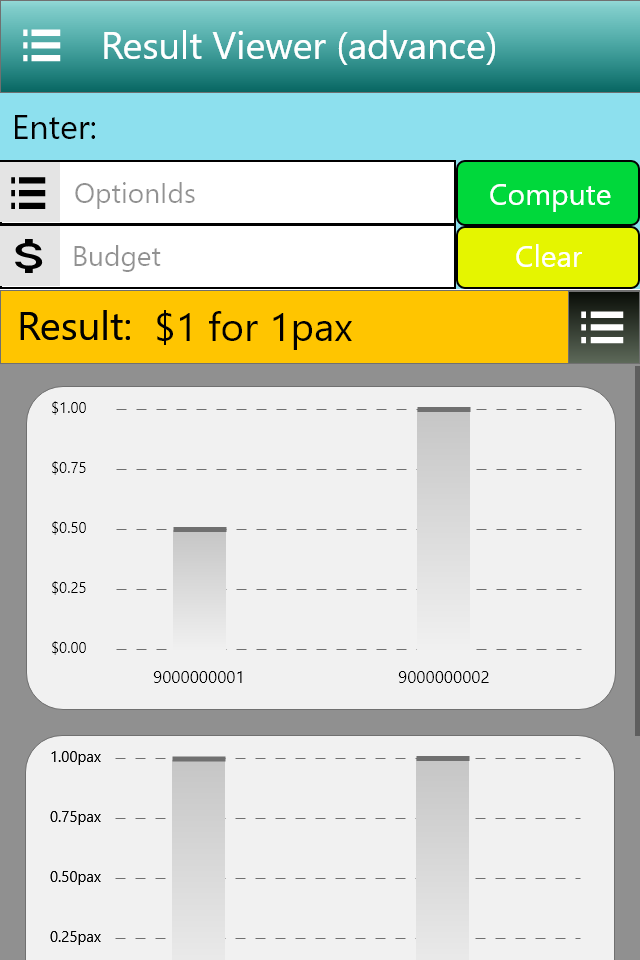 Result Viewer (advance)
Enter:
OptionIds
Compute
$
Budget
Clear
Result: $1 for 1pax
$1.00
$0.75
$0.50
$0.25
$0.00
9000000001 9000000002
1.00pax
0.75pax
0.50pax
0.25pax